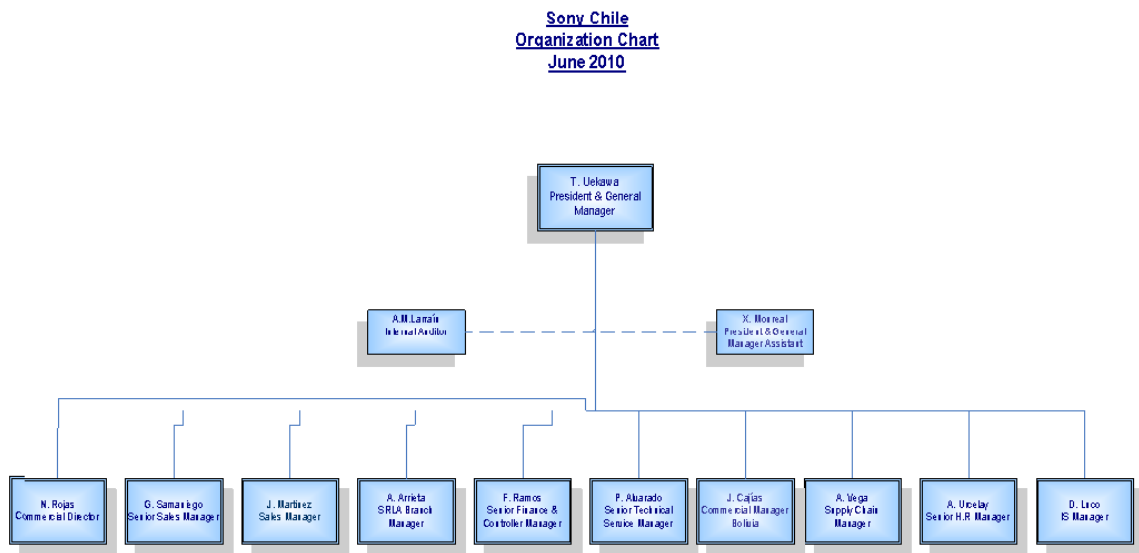 Sony Chile
Organization Chart
June 2010
T. Uekawa
President & General
Manager
A.M.Larraín
Internal Auditor
X. Monreal
President & General
Manager Assistant
N. Rojas
Commercial Director
G. Samaniego
Senior Sales Manager
J. Martinez
Sales Manager
A. Arrieta
SRLA Branch
Manager
F. Ramos
Senior Finance &
Controller Manager
P. Alvarado
Senior Technical
Service Manager
J. Cajías
Commercial Manager
Bolivia
A. Vega
Supply Chain
Manager
A. Urcelay
Senior H.R Manager
D. Luco
IS Manager